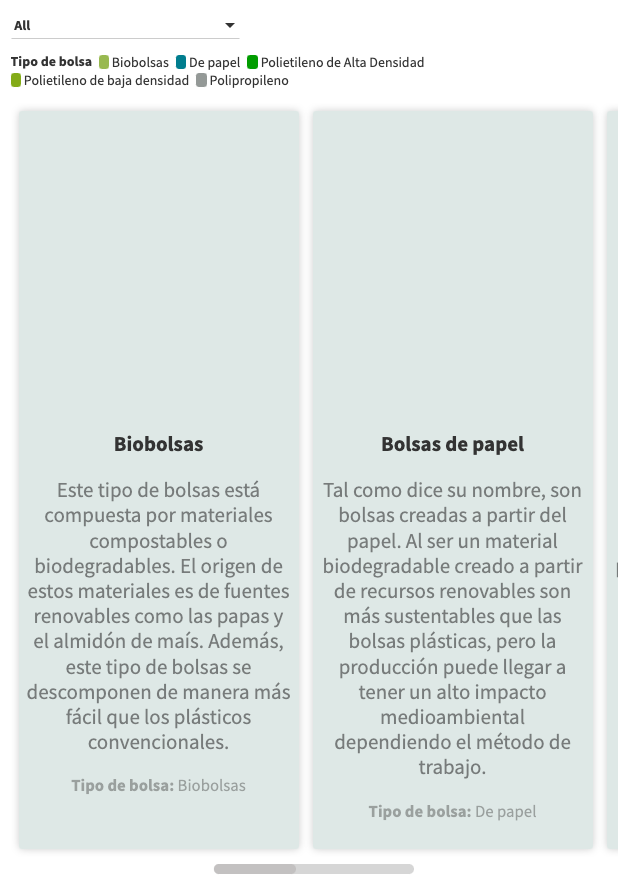 All
Tipo de bolsa Biobolsas De papel Polietileno de Alta Densidad
Polietileno de baja densidad Polipropileno
Biobolsas
Este tipo de bolsas está
compuesta por materiales
compostables o
biodegradables. El origen de
estos materiales es de fuentes
renovables como las papas y
el almidón de maís. Además,
este tipo de bolsas se
descomponen de manera más
fácil que los plásticos
convencionales.
Tipo de bolsa: Biobolsas
Bolsas de papel
Tal como dice su nombre, son
bolsas creadas a partir del
papel. Al ser un material
biodegradable creado a partir
de recursos renovables son
más sustentables que las
bolsas plásticas, pero la
producción puede llegar a
tener un alto impacto
medioambiental
dependiendo el método de
trabajo.
Tipo de bolsa: De papel